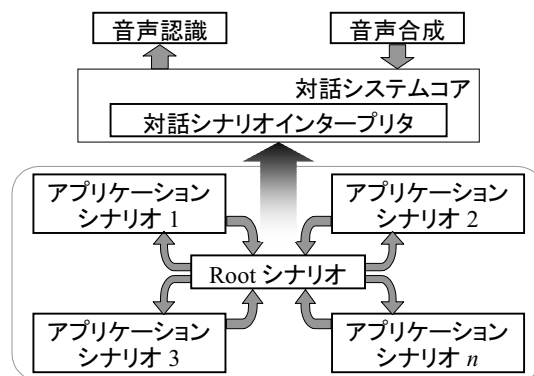 音声認識
音声合成
対話システムコア
対話シナリオインタープリタ
アプリケーション
シナリオ 1
アプリケーション
シナリオ 2
Root シナリオ
アプリケーション
シナリオ 3
アプリケーション
シナリオ n